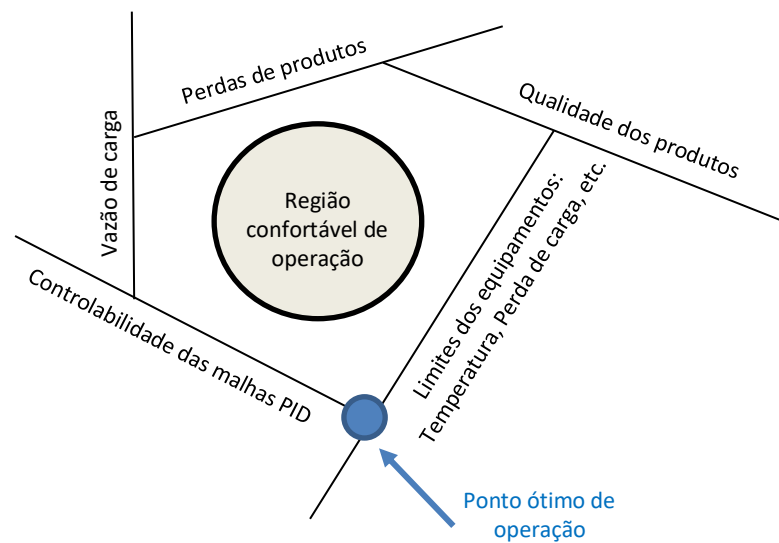 Perdas de produtos
Qualidade dos produtos
Vazão de carga
Região
confortável de
operação
Limites dos equipamentos:
Temperatura, Perda de carga, etc.
Controlabilidade das malhas PID
Ponto ótimo de
operação